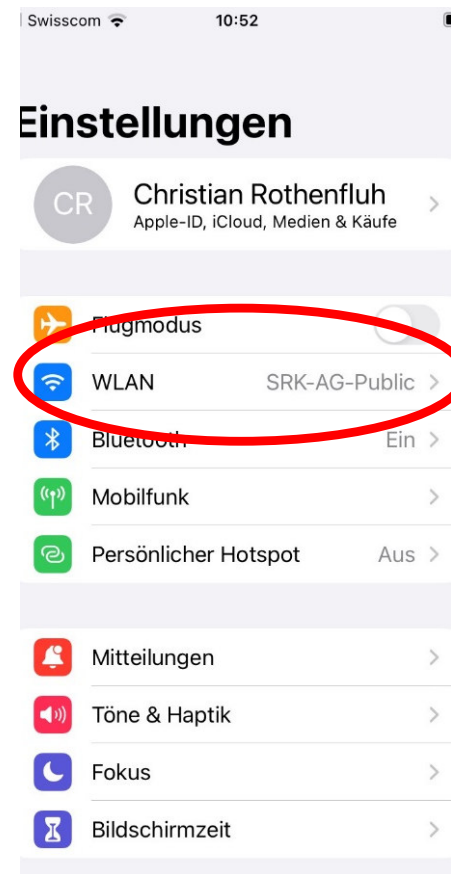 Swisscom 10:52
Einstellungen
CR Christian Rothenfluh
Apple-ID, iCloud, Medien & Käufe
Flugmodus
WLAN SRK-AG-Public
Bluetooth Ein
Mobilfunk
Persönlicher Hotspot Aus
Mitteilungen
Töne & Haptik
Fokus
Bildschirmzeit